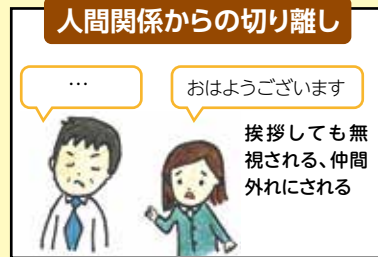 人間関係からの切り離し
…
おはようございます
挨拶しても無
視される、仲間
外れにされる